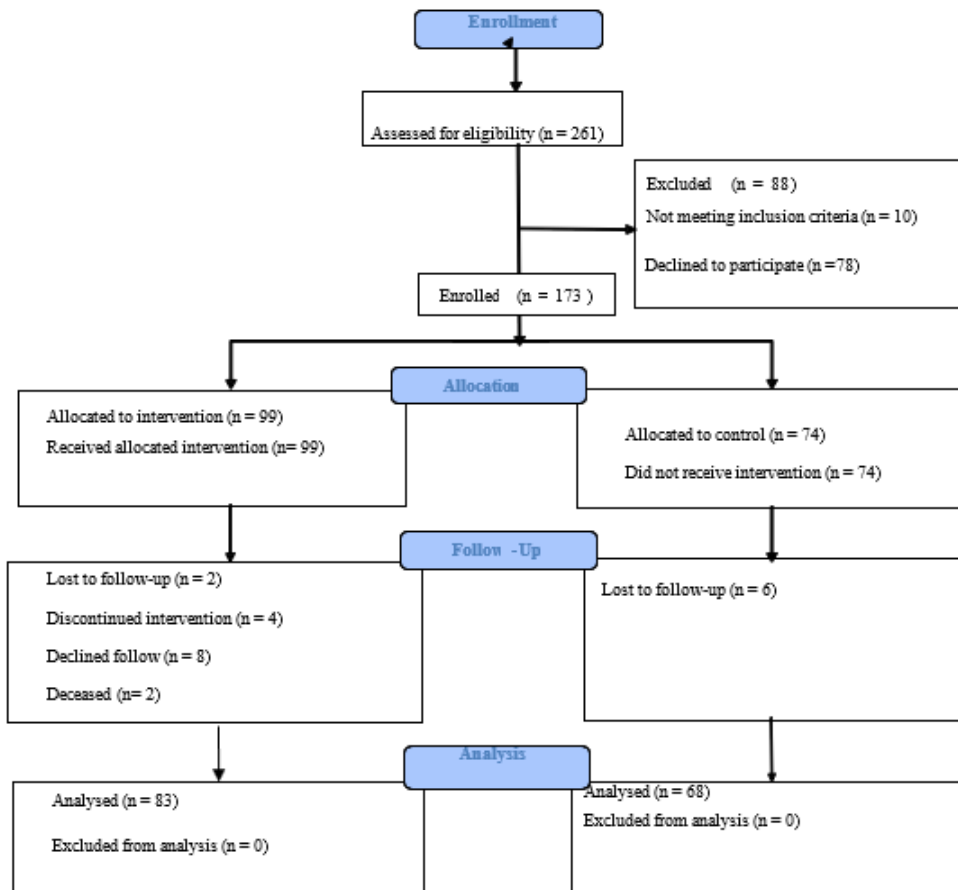 Enrollment
Assessed for eligibility (n = 261)
Excluded (n = 88)
Not meeting inclusion criteria (n = 10)
Declined to participate (n =78)
Enrolled (n = 173 )
Allocation
Allocated to intervention (n = 99)
Received allocated intervention (n= 99)
Allocated to control (n = 74)
Did not receive intervention (n = 74)
Follow -Up
Lost to follow-up (n = 2)
Discontinued intervention (n = 4)
Declined follow (n = 8)
Deceased (n= 2)
Lost to follow-up (n = 6)
Analysis
Analysed (n = 83)
Excluded from analysis (n = 0)
Analysed (n = 68)
Excluded from analysis (n = 0)